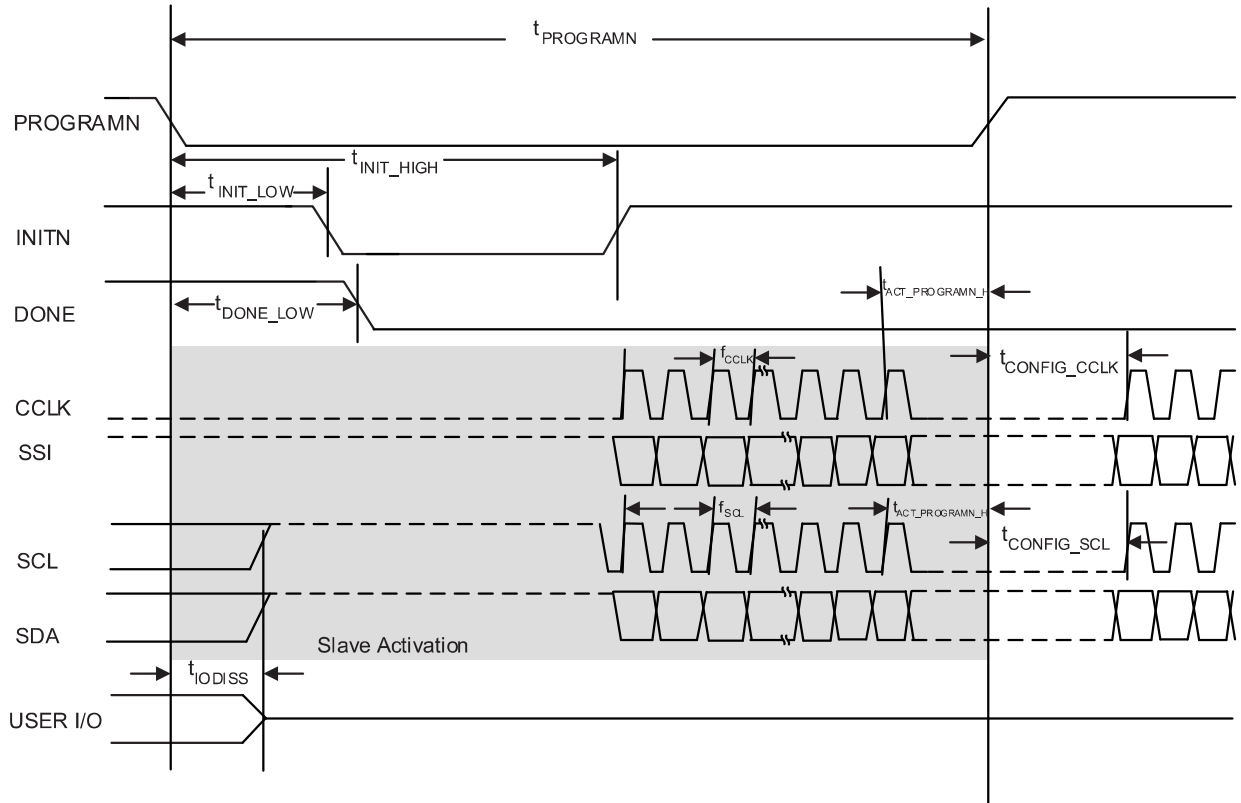 tPROGRAMN
PROGRAMN
tINIT_HIGH
tINIT_LOW
INITN
tACT_PROGRAMN_H
DONE
tDONE_LOW
fCCLK
tCONFIG_CCLK
CCLK
SSI
fSCL
tACT_PROGRAMN_H
tCONFIG_SCL
SCL
SDA
Slave Activation
tIODISS
USER I/O